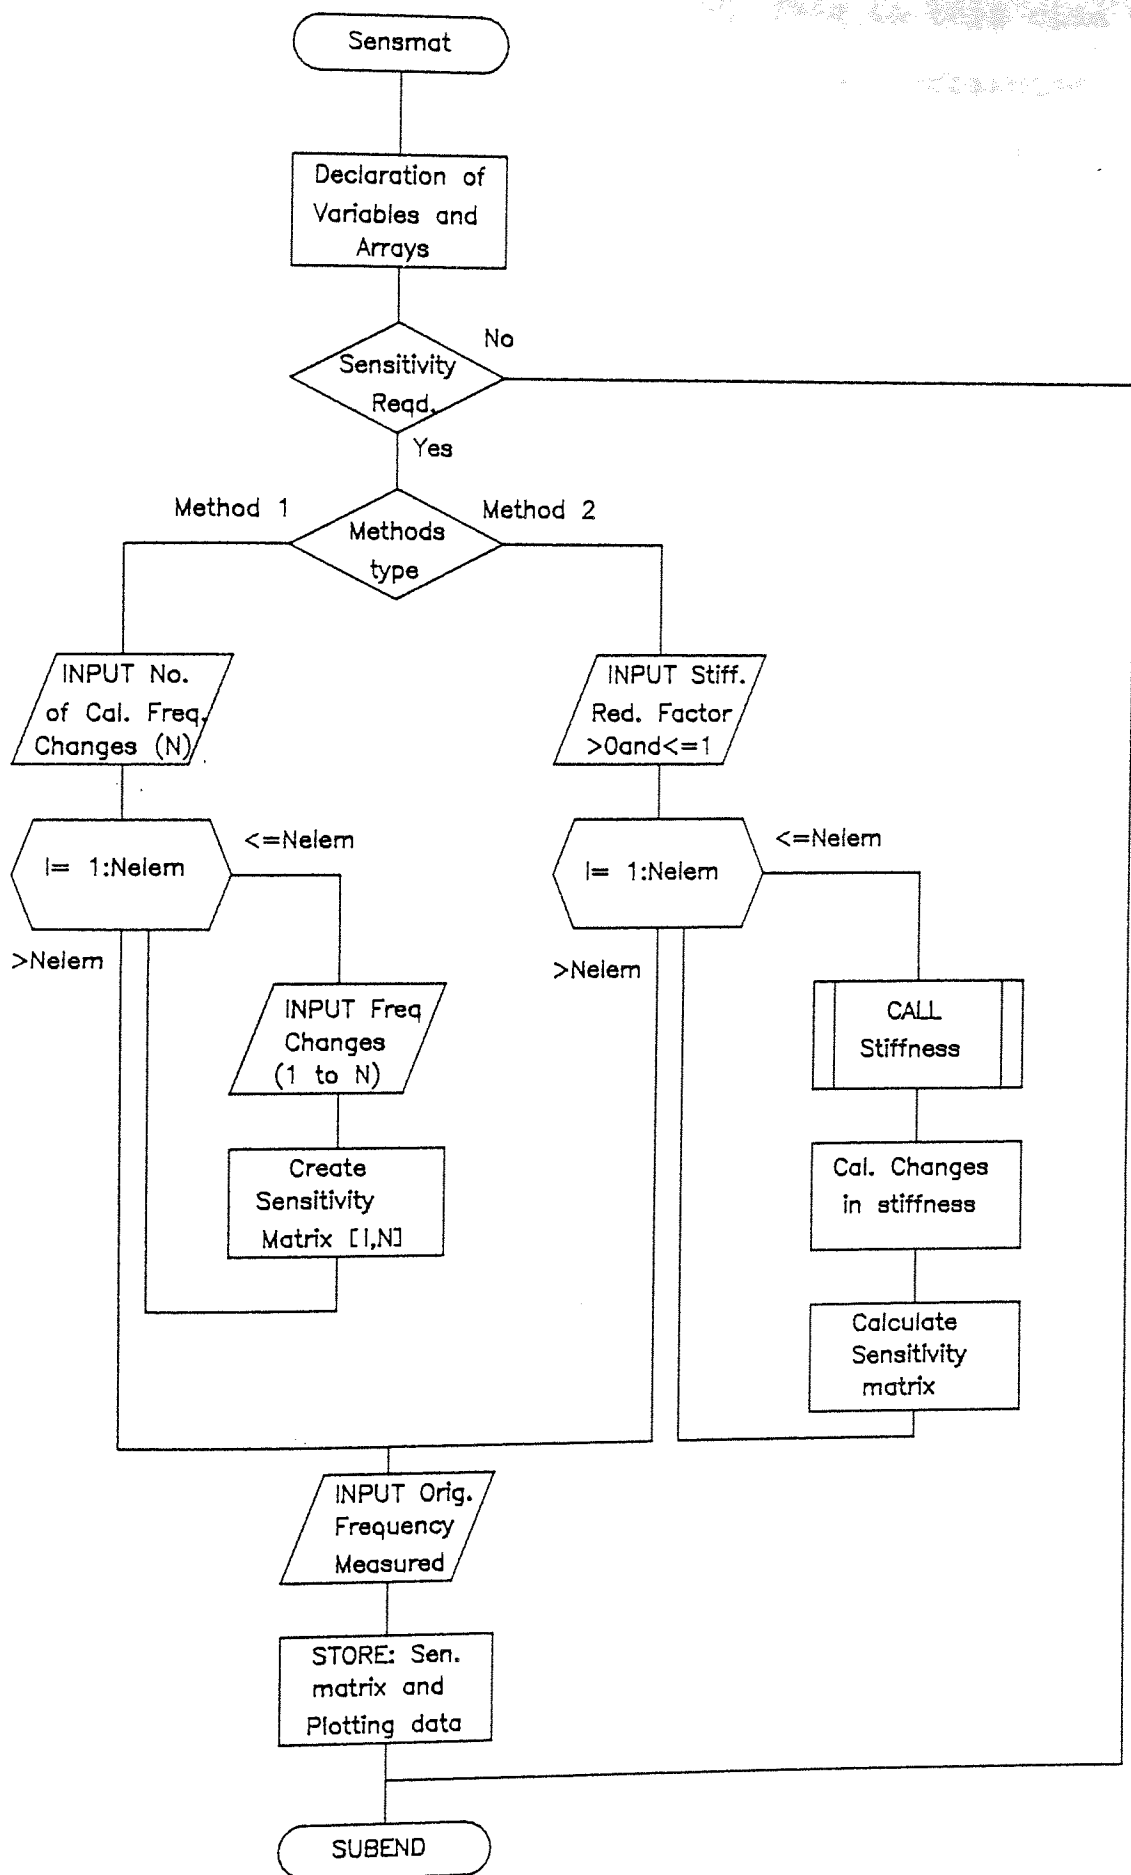 Sensmat
Declaration of
Variables and
Arrays
No
Sensitivity
Reqd.
Yes
Method 1
Method 2
Methods
type
INPUT No.
of Cal. Freq.
Changes (N)
INPUT Stiff.
Red. Factor
>0and<=1
I= 1:Nelem
<=Nelem
>Nelem
I= 1:Nelem
<=Nelem
>Nelem
INPUT Freq
Changes
(1 to N)
Create
Sensitivity
Matrix [I,N]
CALL
Stiffness
Cal. Changes
in stiffness
Calculate
Sensitivity
matrix
INPUT Orig.
Frequency
Measured
STORE: Sen.
matrix and
Plotting data
SUBEND